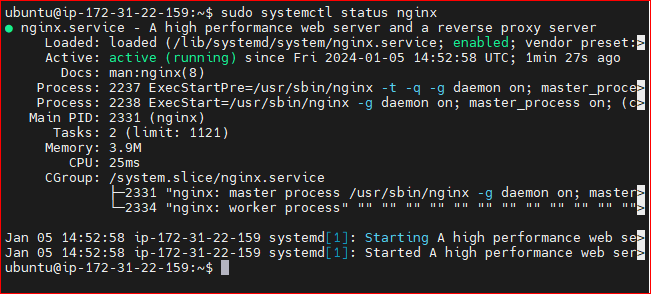 ubuntu@ip-172-31-22-159:~$ sudo systemctl status nginx
● nginx.service - A high performance web server and a reverse proxy server
     Loaded: loaded (/lib/systemd/system/nginx.service; enabled; vendor preset:>
     Active: active (running) since Fri 2024-01-05 14:52:58 UTC; 1min 27s ago
       Docs: man:nginx(8)
    Process: 2237 ExecStartPre=/usr/sbin/nginx -t -q -g daemon on; master_proce>
    Process: 2238 ExecStart=/usr/sbin/nginx -g daemon on; master_process on; (c>
   Main PID: 2331 (nginx)
      Tasks: 2 (limit: 1121)
     Memory: 3.9M
        CPU: 25ms
     CGroup: /system.slice/nginx.service
             ├─2331 "nginx: master process /usr/sbin/nginx -g daemon on; master>
             └─2334 "nginx: worker process" "" "" "" "" "" "" "" "" "" "" "" "">
Jan 05 14:52:58 ip-172-31-22-159 systemd[1]: Starting A high performance web se>
Jan 05 14:52:58 ip-172-31-22-159 systemd[1]: Started A high performance web ser>
ubuntu@ip-172-31-22-159:~$